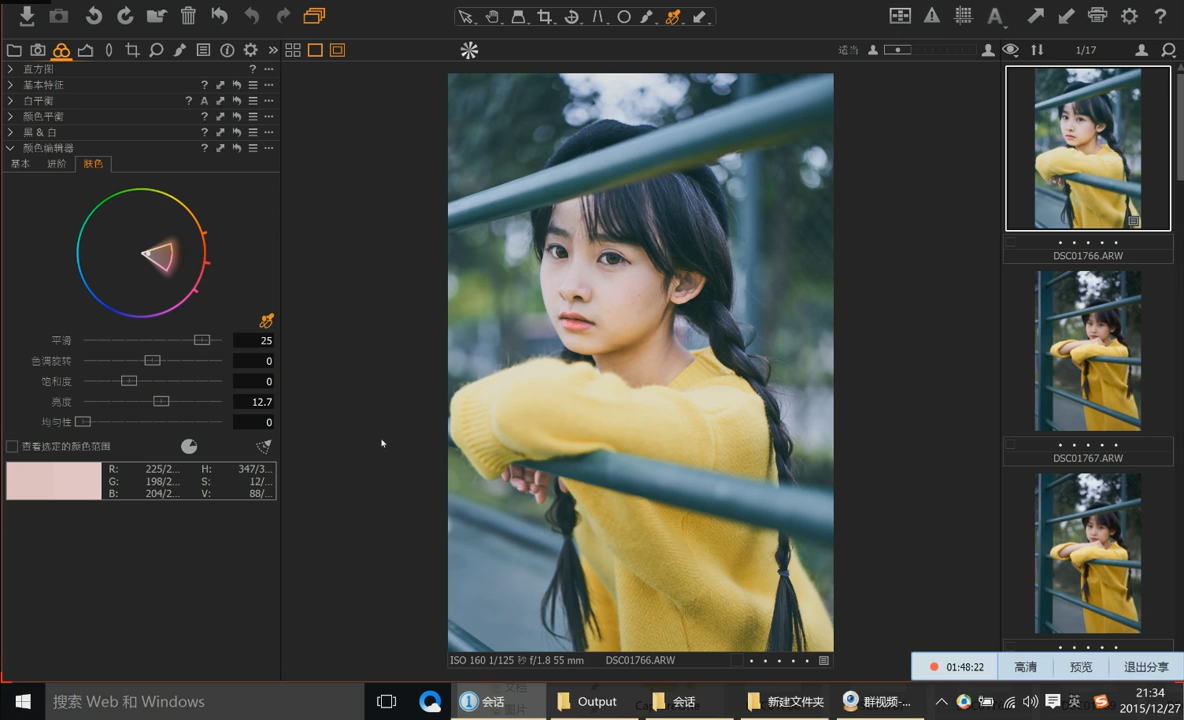 适当
1/17
直方图
基本特征
白平衡
颜色平衡
黑 & 白
颜色编辑器
基本 进阶 肤色
平滑 25
色调旋转 0
饱和度 0
亮度 12.7
均匀性 0
查看选定的颜色范围
R: 225/2... H: 347/3...
G: 198/2... S: 12/...
B: 204/2... V: 88/...
ISO 160 1/125 秒 f/1.8 55 mm DSC01766.ARW
DSC01766.ARW
DSC01767.ARW
01:48:22 高清 预览 退出分享
搜索 Web 和 Windows
会话
Output
会话
新建文件夹
群视频-...
英
21:34
2015/12/27